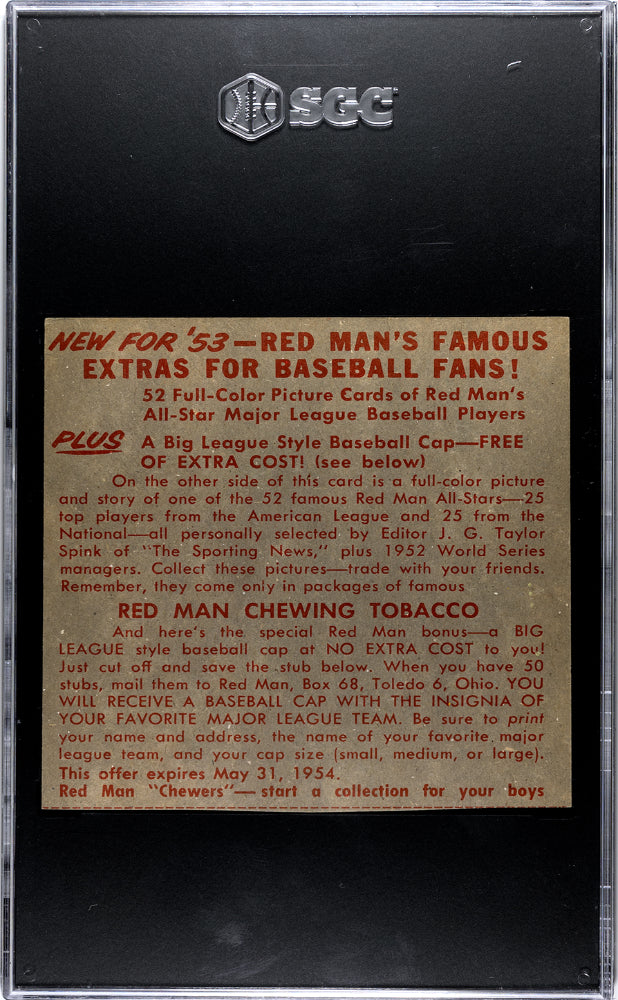 SGC
NEW FOR '53—RED MAN'S FAMOUS
EXTRAS FOR BASEBALL FANS!
52 Full-Color Picture Cards of Red Man's
All-Star Major League Baseball Players
PLUS A Big League Style Baseball Cap—FREE
OF EXTRA COST! (see below)
On the other side of this card is a full-color picture
and story of one of the 52 famous Red Man All-Stars—25
top players from the American League and 25 from the
National—all personally selected by Editor J. G. Taylor
Spink of "The Sporting News," plus 1952 World Series
managers. Collect these pictures—trade with your friends.
Remember, they come only in packages of famous
RED MAN CHEWING TOBACCO
And here's the special Red Man bonus—a BIG
LEAGUE style baseball cap at NO EXTRA COST to you!
Just cut off and save the stub below. When you have 50
stubs, mail them to Red Man, Box 68, Toledo 6, Ohio. YOU
WILL RECEIVE A BASEBALL CAP WITH THE INSIGNIA OF
YOUR FAVORITE MAJOR LEAGUE TEAM. Be sure to print
your name and address, the name of your favorite major
league team, and your cap size (small, medium, or large).
This offer expires May 31, 1954.
Red Man "Chewers"—start a collection for your boys